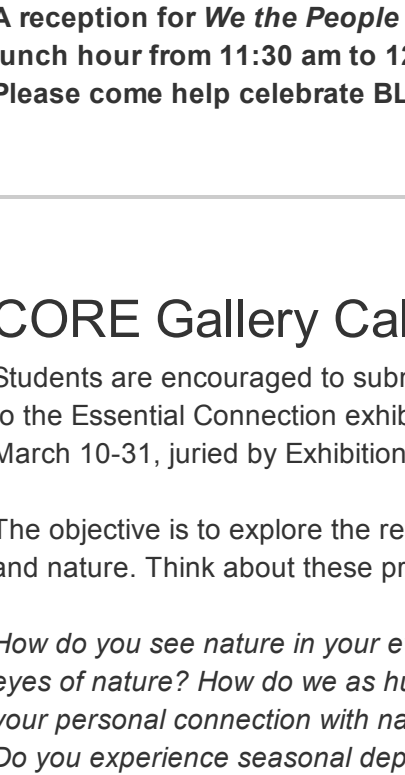 A reception for We the People
lunch hour from 11:30 am to 12
Please come help celebrate BL
CORE Gallery Cal
Students are encouraged to subm
to the Essential Connection exhib
March 10-31, juried by Exhibition
The objective is to explore the re
and nature. Think about these pr
How do you see nature in your e
eyes of nature? How do we as hu
your personal connection with na
Do you experience seasonal dep